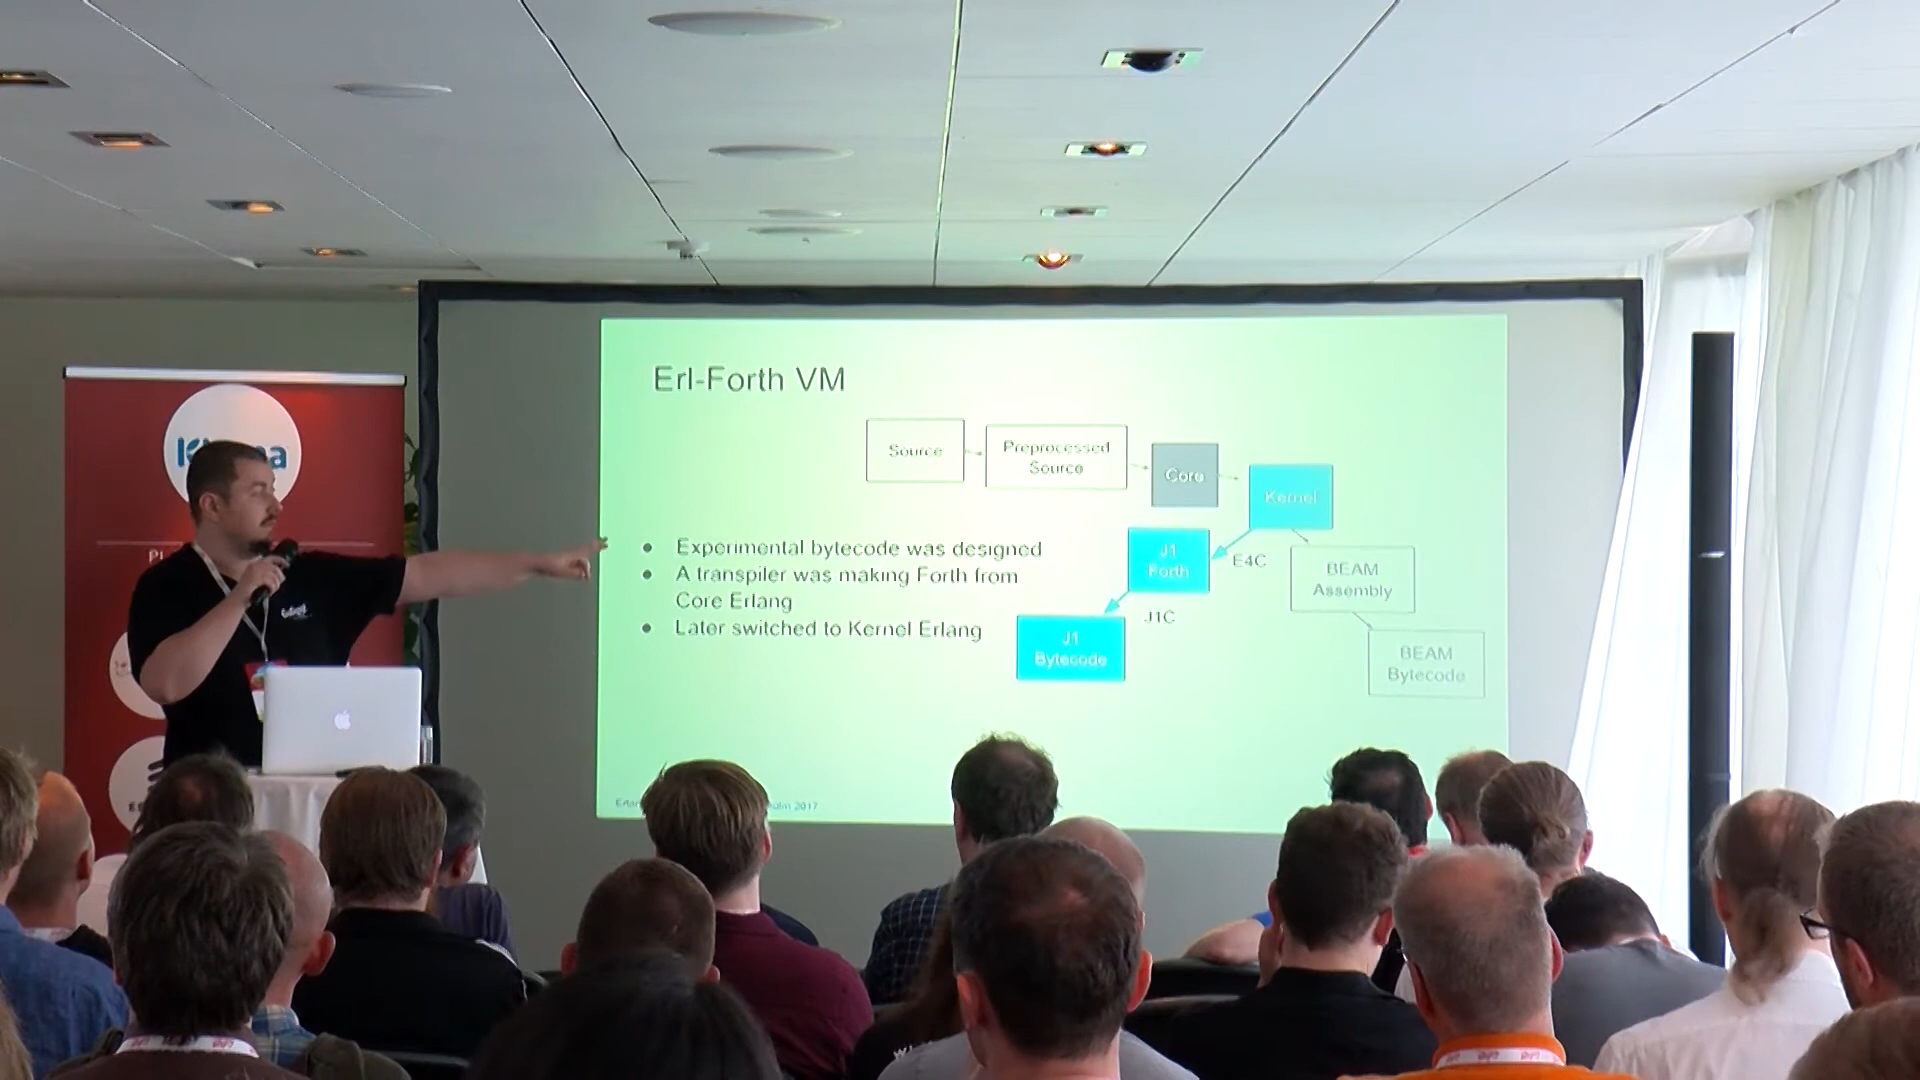 Erl-Forth VM
Source
Preprocessed
Source
Core
Kernel
J1
Forth
E4C
BEAM
Assembly
J1C
J1
Bytecode
BEAM
Bytecode
● Experimental bytecode was designed
● A transpiler was making Forth from
Core Erlang
● Later switched to Kernel Erlang
2017